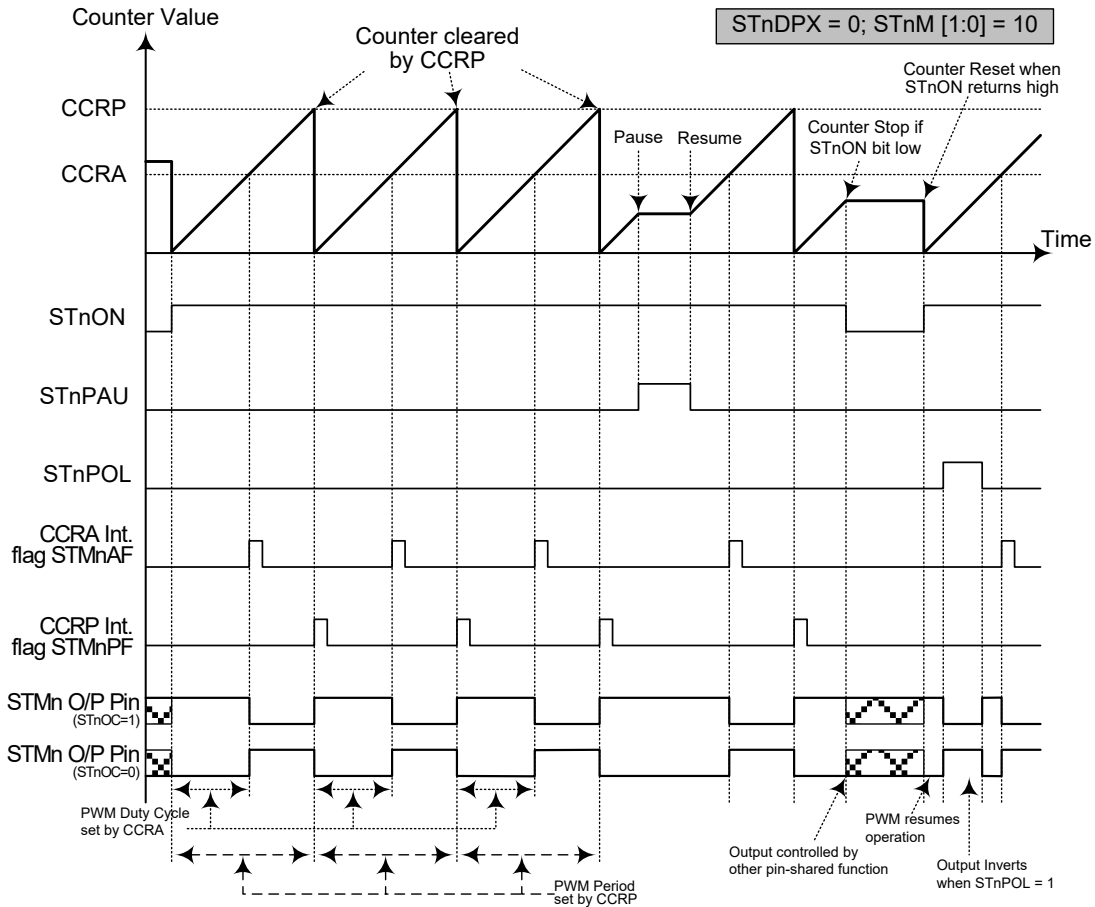 Counter Value
STnDPX = 0; STnM [1:0] = 10
Counter cleared
by CCRP
Counter Reset when
STnON returns high
CCRP
Pause
Resume
Counter Stop if
STnON bit low
CCRA
Time
STnON
STnPAU
STnPOL
CCRA Int.
flag STMnAF
CCRP Int.
flag STMnPF
STMn O/P Pin
(STnOC=1)
STMn O/P Pin
(STnOC=0)
PWM Duty Cycle
set by CCRA
PWM resumes
operation
Output controlled by
other pin-shared function
Output Inverts
when STnPOL = 1
PWM Period
set by CCRP